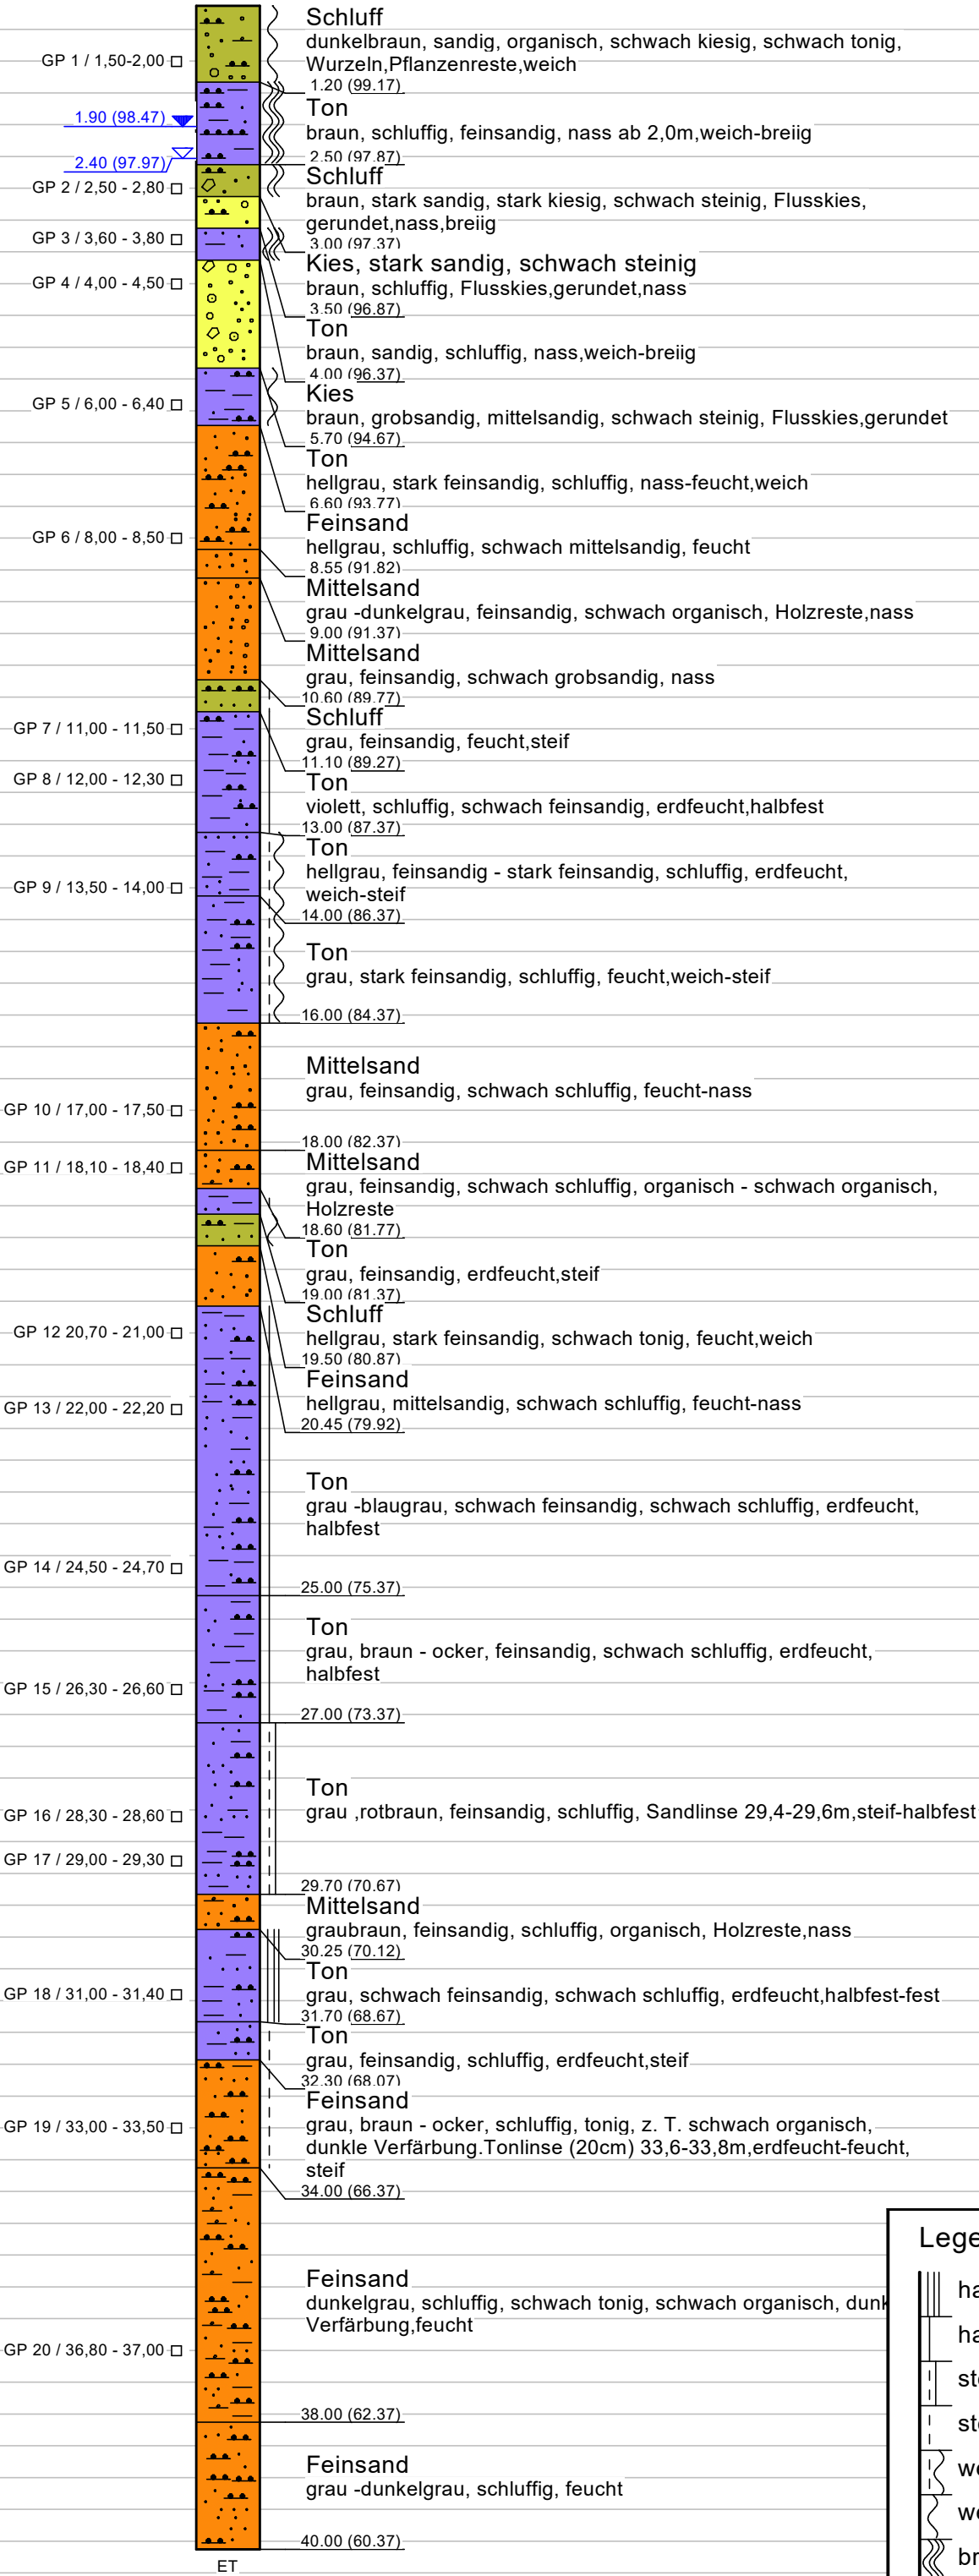 Schluff
dunkelbraun, sandig, organisch, schwach kiesig, schwach tonig,
GP 1 / 1,50-2,00
Wurzeln,Pflanzenreste,weich
1.20 (99.17)
Ton
1.90 (98.47)
braun, schluffig, feinsandig, nass ab 2,0m,weich-breiig
2.40 (97.97)
2.50 (97.87)
Schluff
GP 2 / 2,50 - 2,80
braun, stark sandig, stark kiesig, schwach steinig, Flusskies,
gerundet,nass,breiig
GP 3 / 3,60 - 3,80
3.00 (97.37)
Kies, stark sandig, schwach steinig
GP 4 / 4,00 - 4,50
braun, schluffig, Flusskies,gerundet,nass
3.50 (96.87)
Ton
braun, sandig, schluffig, nass,weich-breiig
4.00 (96.37)
Kies
GP 5 / 6,00 - 6,40
braun, grobsandig, mittelsandig, schwach steinig, Flusskies,gerundet
5.70 (94.67)
Ton
hellgrau, stark feinsandig, schluffig, nass-feucht,weich
6.60 (93.77)
Feinsand
GP 6 / 8,00 - 8,50
hellgrau, schluffig, schwach mittelsandig, feucht
8.55 (91.82)
Mittelsand
grau -dunkelgrau, feinsandig, schwach organisch, Holzreste,nass
9.00 (91.37)
Mittelsand
grau, feinsandig, schwach grobsandig, nass
10.60 (89.77)
Schluff
GP 7 / 11,00 - 11,50
grau, feinsandig, feucht,steif
11.10 (89.27)
GP 8 / 12,00 - 12,30
Ton
violett, schluffig, schwach feinsandig, erdfeucht,halbfest
13.00 (87.37)
Ton
hellgrau, feinsandig - stark feinsandig, schluffig, erdfeucht,
GP 9 / 13,50 - 14,00
weich-steif
14.00 (86.37)
Ton
grau, stark feinsandig, schluffig, feucht,weich-steif
16.00 (84.37)
Mittelsand
grau, feinsandig, schwach schluffig, feucht-nass
GP 10 / 17,00 - 17,50
18.00 (82.37)
Mittelsand
GP 11 / 18,10 - 18,40
grau, feinsandig, schwach schluffig, organisch - schwach organisch,
Holzreste
18.60 (81.77)
Ton
grau, feinsandig, erdfeucht,steif
19.00 (81.37)
Schluff
GP 12 20,70 - 21,00
hellgrau, stark feinsandig, schwach tonig, feucht,weich
19.50 (80.87)
Feinsand
GP 13 / 22,00 - 22,20
hellgrau, mittelsandig, schwach schluffig, feucht-nass
20.45 (79.92)
Ton
grau -blaugrau, schwach feinsandig, schwach schluffig, erdfeucht,
halbfest
GP 14 / 24,50 - 24,70
25.00 (75.37)
Ton
grau, braun - ocker, feinsandig, schwach schluffig, erdfeucht,
halbfest
GP 15 / 26,30 - 26,60
27.00 (73.37)
Ton
GP 16 / 28,30 - 28,60
grau ,rotbraun, feinsandig, schluffig, Sandlinse 29,4-29,6m,steif-halbfest
GP 17 / 29,00 - 29,30
29.70 (70.67)
Mittelsand
graubraun, feinsandig, schluffig, organisch, Holzreste,nass
30.25 (70.12)
Ton
GP 18 / 31,00 - 31,40
grau, schwach feinsandig, schwach schluffig, erdfeucht,halbfest-fest
31.70 (68.67)
Ton
grau, feinsandig, schluffig, erdfeucht,steif
32.30 (68.07)
Feinsand
GP 19 / 33,00 - 33,50
grau, braun - ocker, schluffig, tonig, z. T. schwach organisch,
dunkle Verfärbung.Tonlinse (20cm) 33,6-33,8m,erdfeucht-feucht,
steif
34.00 (66.37)
Lege
Feinsand
ha
dunkelgrau, schluffig, schwach tonig, schwach organisch, dunk
Verfärbung,feucht
ha
GP 20 / 36,80 - 37,00
ste
38.00 (62.37)
ste
Feinsand
we
grau -dunkelgrau, schluffig, feucht
we
40.00 (60.37)
br
ET